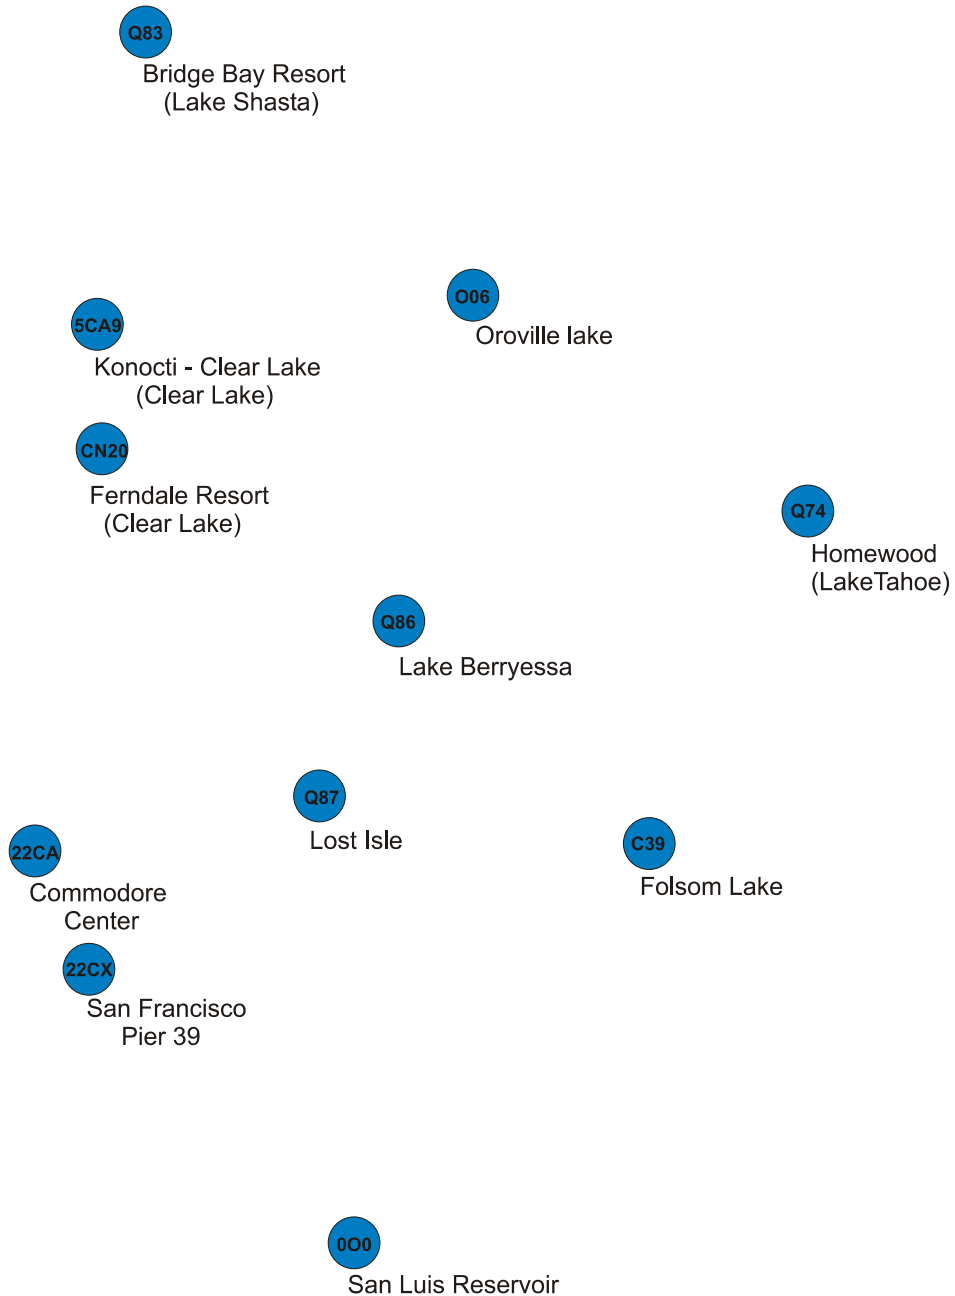 Q83
Bridge Bay Resort
(Lake Shasta)
O06
Oroville lake
5CA9
Konocti - Clear Lake
(Clear Lake)
CN20
Ferndale Resort
(Clear Lake)
Q74
Homewood
(LakeTahoe)
Q86
Lake Berryessa
Q87
Lost Isle
C39
Folsom Lake
22CA
Commodore
Center
22CX
San Francisco
Pier 39
0O0
San Luis Reservoir